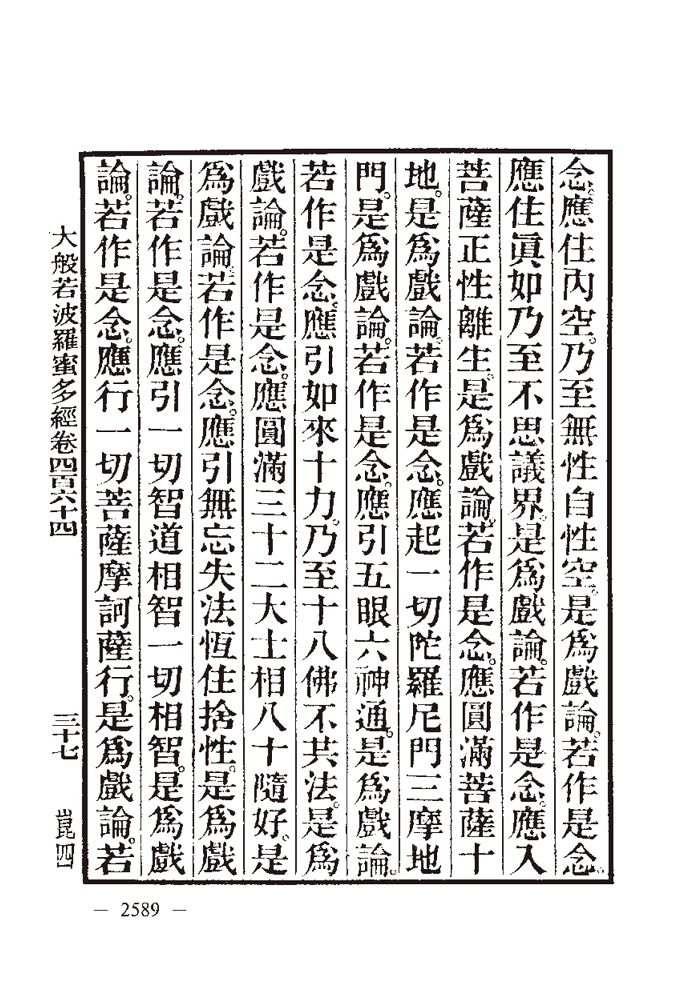 念。應住內空。乃至無性自性空。是爲戲論。若作是念。
應住眞如乃至不思議界。是爲戲論。若作是念。應入
菩薩正性離生。是爲戲論。若作是念。應圓滿菩薩十
地。是爲戲論。若作是念。應起一切陀羅尼門三摩地
門。是爲戲論。若作是念。應引五眼六神通。是爲戲論。
若作是念。應引如來十力。乃至十八佛不共法。是爲
戲論。若作是念。應圓滿三十二大士相八十隨好。是
爲戲論。若作是念。應引無忘失法恆住捨性。是爲戲
論。若作是念。應引一切智道相智一切相智。是爲戲
論。若作是念。應行一切菩薩摩訶薩行。是爲戲論。若
大般若波羅蜜多經卷四百六十四 三十七 崑四
— 2589 —